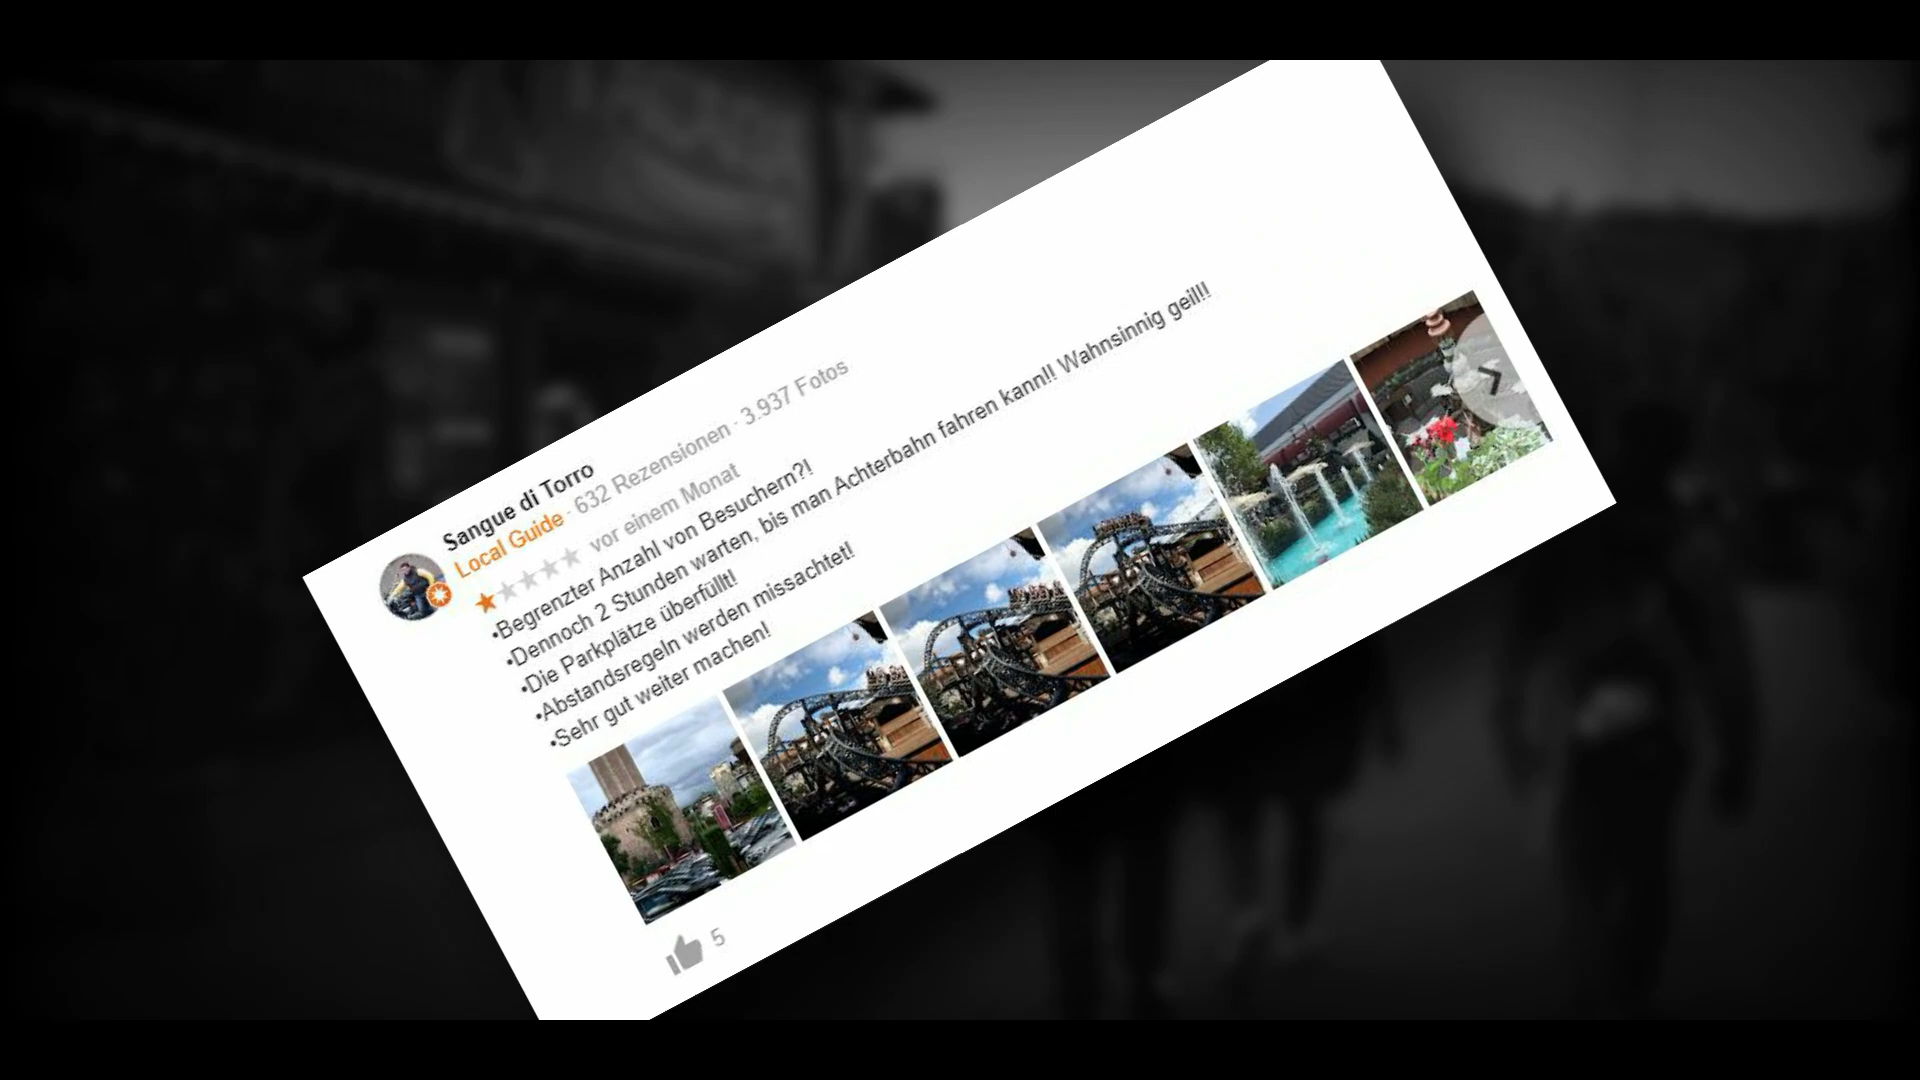 Sangue di Torro
Local Guide · 632 Rezensionen · 3.937 Fotos
vor einem Monat
•Begrenzter Anzahl von Besuchern?!
•Dennoch 2 Stunden warten, bis man Achterbahn fahren kann!! Wahnsinnig geil!!
•Die Parkplätze überfüllt!
•Abstandsregeln werden missachtet!
•Sehr gut weiter machen!
5